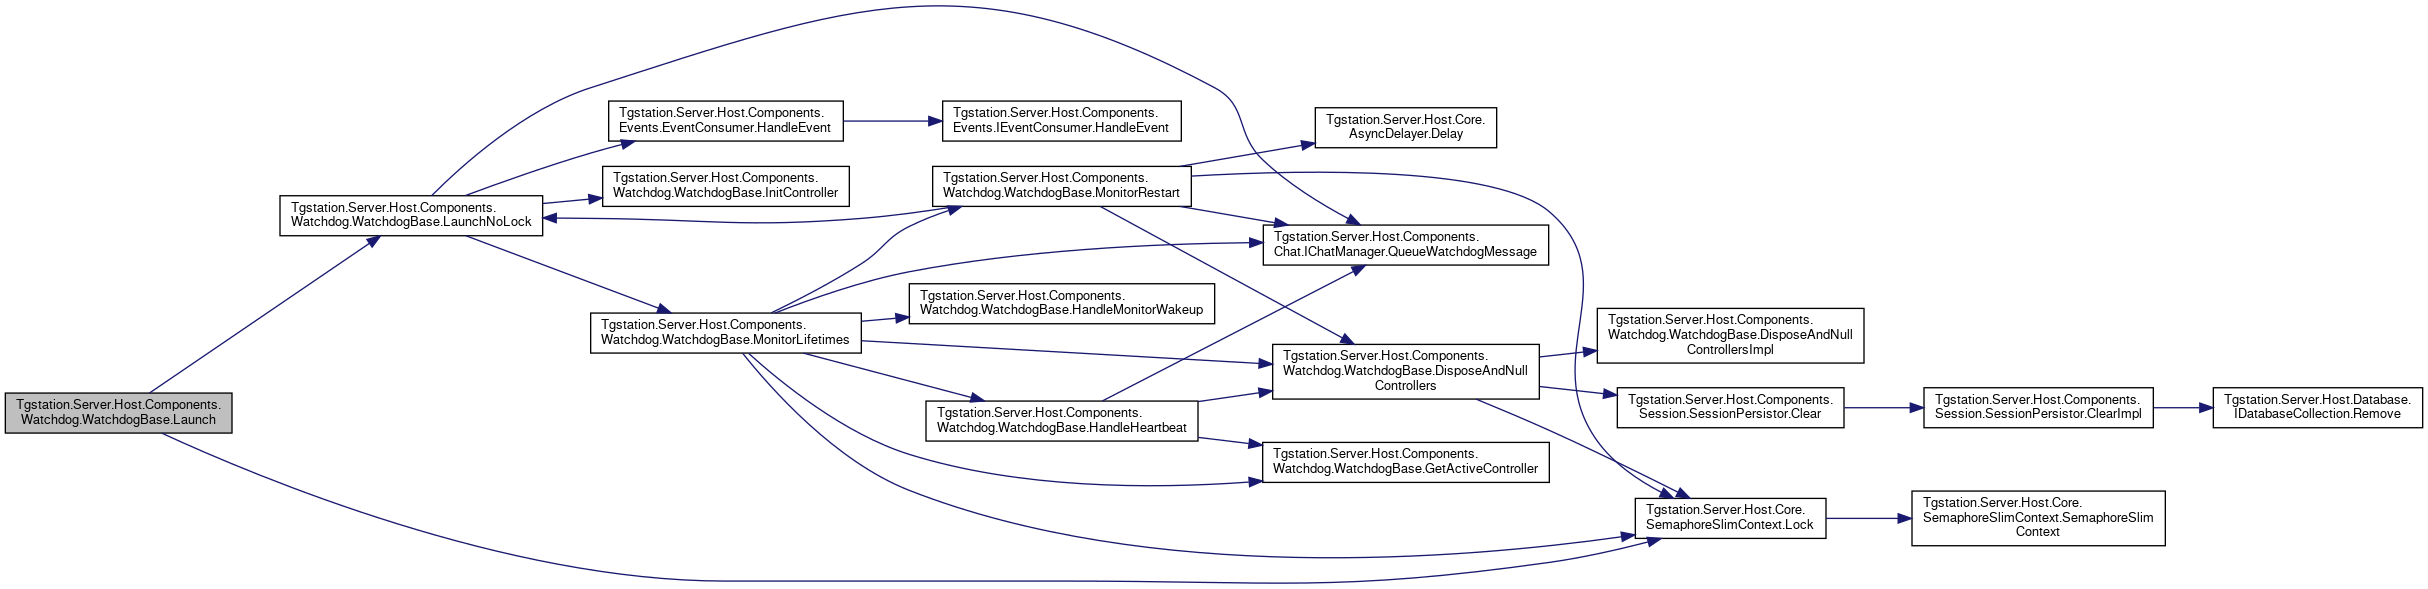 Tgstation.Server.Host.Components.
Watchdog.WatchdogBase.Launch
Tgstation.Server.Host.Components.
Watchdog.WatchdogBase.LaunchNoLock
Tgstation.Server.Host.Components.
Events.EventConsumer.HandleEvent
Tgstation.Server.Host.Components.
Watchdog.WatchdogBase.InitController
Tgstation.Server.Host.Components.
Watchdog.WatchdogBase.MonitorLifetimes
Tgstation.Server.Host.Components.
Events.IEventConsumer.HandleEvent
Tgstation.Server.Host.Components.
Watchdog.WatchdogBase.MonitorRestart
Tgstation.Server.Host.Components.
Watchdog.WatchdogBase.HandleMonitorWakeup
Tgstation.Server.Host.Components.
Watchdog.WatchdogBase.HandleHeartbeat
Tgstation.Server.Host.Core.
AsyncDelayer.Delay
Tgstation.Server.Host.Components.
Chat.IChatManager.QueueWatchdogMessage
Tgstation.Server.Host.Components.
Watchdog.WatchdogBase.DisposeAndNull
Controllers
Tgstation.Server.Host.Components.
Watchdog.WatchdogBase.GetActiveController
Tgstation.Server.Host.Components.
Watchdog.WatchdogBase.DisposeAndNull
ControllersImpl
Tgstation.Server.Host.Components.
Session.SessionPersistor.Clear
Tgstation.Server.Host.Core.
SemaphoreSlimContext.Lock
Tgstation.Server.Host.Components.
Session.SessionPersistor.ClearImpl
Tgstation.Server.Host.Core.
SemaphoreSlimContext.SemaphoreSlim
Context
Tgstation.Server.Host.Database.
IDatabaseCollection.Remove